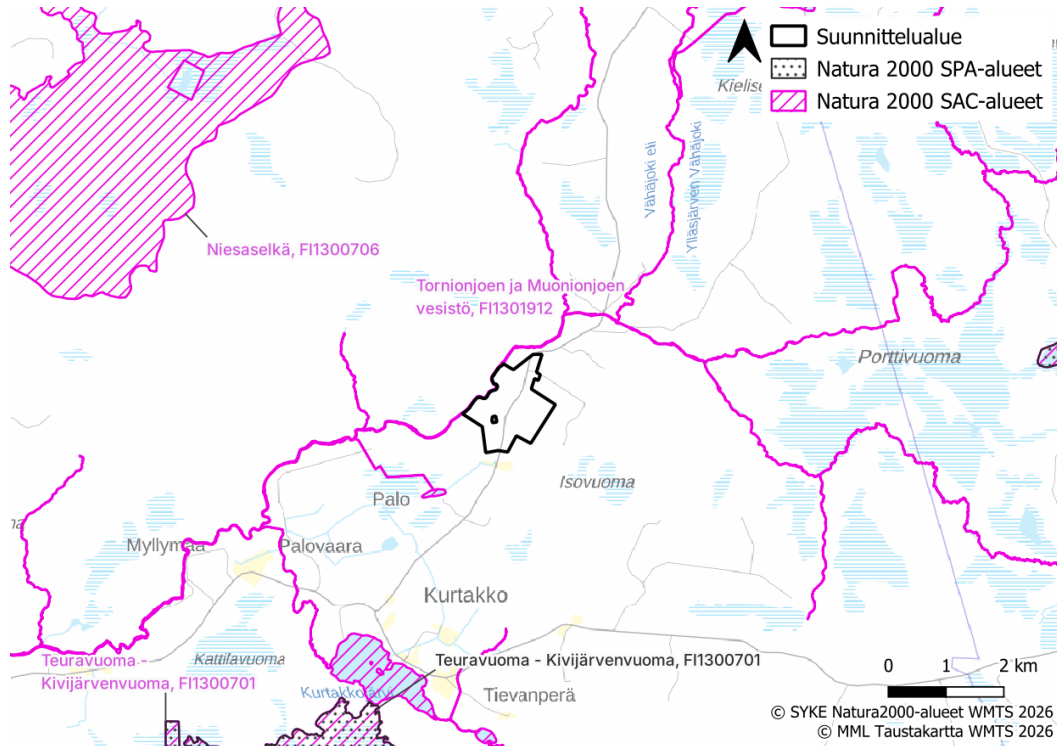 Suunnittelualue
Natura 2000 SPA-alueet
Natura 2000 SAC-alueet
Vähäjoki eli
Ylläsjärven Vähäjoki
Niesaselkä, FI1300706
Tornionjoen ja Muonionjoen
vesistö, FI1301912
Porttivuoma
Isovuoma
Palo
Myllymaa
Palovaara
Kurtakko
Teuravuoma -
Kivijärvenvuoma, FI1300701
Kattilavuoma
Teuravuoma - Kivijärvenvuoma, FI1300701
Tievanperä
0 1 2 km
© SYKE Natura2000-alueet WMTS 2026
© MML Taustakartta WMTS 2026